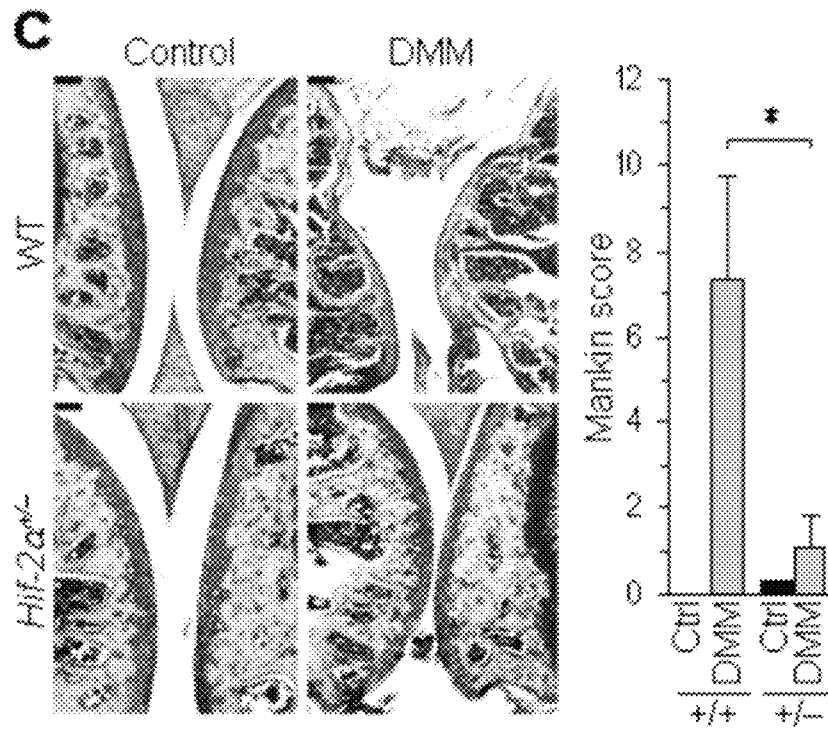 C
Control DMM
WT
Hif-2α+/–
Mankin score
12
10
8
6
4
2
0
*
Ctrl
DMM
Ctrl
DMM
+/+ +/–